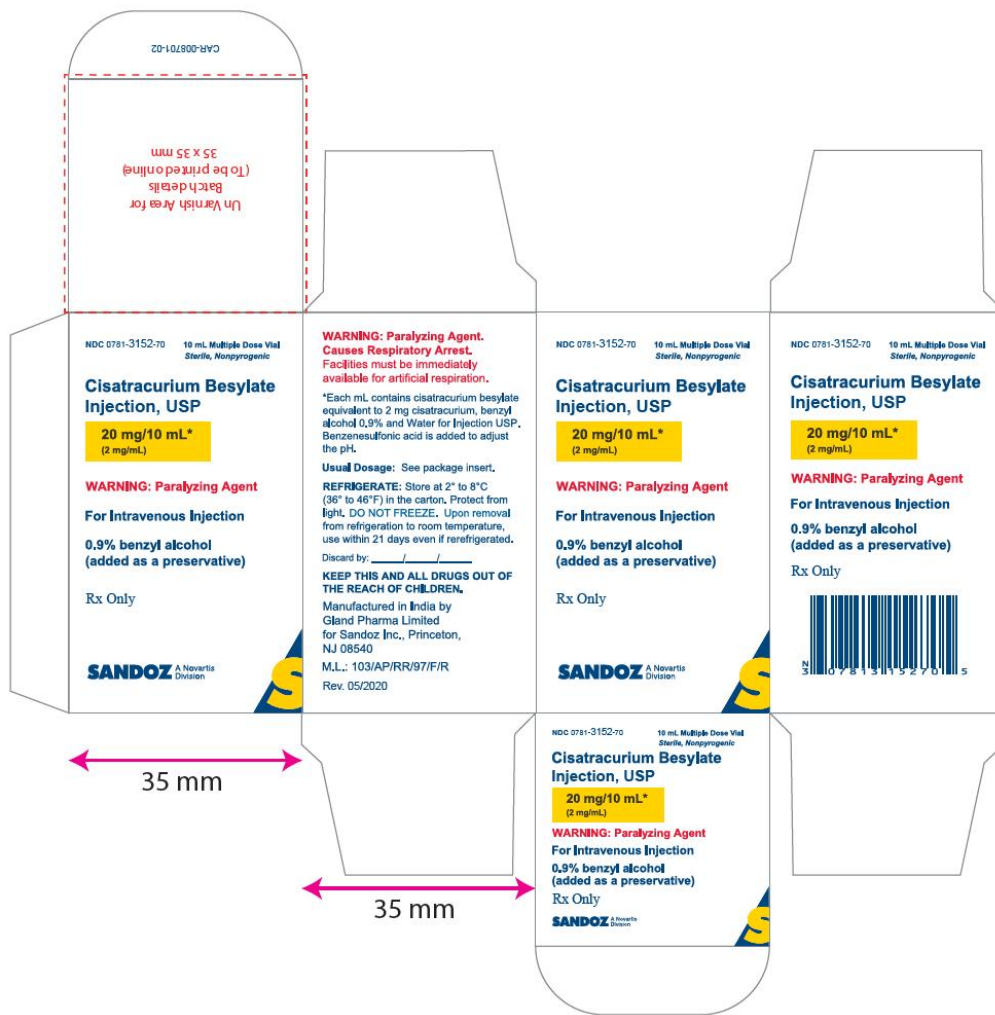 CAR-008701-02
Un Varnish Area for
Batch details
(To be printed online)
35 x 35 mm
NDC 0781-3152-70 10 mL Multiple Dose Vial
Sterile, Nonpyrogenic
Cisatracurium Besylate
Injection, USP
20 mg/10 mL*
(2 mg/mL)
WARNING: Paralyzing Agent
For Intravenous Injection
0.9% benzyl alcohol
(added as a preservative)
Rx Only
SANDOZ A Novartis
Division
S
WARNING: Paralyzing Agent.
Causes Respiratory Arrest.
Facilities must be immediately
available for artificial respiration.
*Each mL contains cisatracurium besylate
equivalent to 2 mg cisatracurium, benzyl
alcohol 0.9% and Water for Injection USP.
Benzenesulfonic acid is added to adjust
the pH.
Usual Dosage: See package insert.
REFRIGERATE: Store at 2° to 8°C
(36° to 46°F) in the carton. Protect from
light. DO NOT FREEZE. Upon removal
from refrigeration to room temperature,
use within 21 days even if rerefrigerated.
Discard by: ______/______/______
KEEP THIS AND ALL DRUGS OUT OF
THE REACH OF CHILDREN.
Manufactured in India by
Gland Pharma Limited
for Sandoz Inc., Princeton,
NJ 08540
M.L.: 103/AP/RR/97/F/R
Rev. 05/2020
NDC 0781-3152-70 10 mL Multiple Dose Vial
Sterile, Nonpyrogenic
Cisatracurium Besylate
Injection, USP
20 mg/10 mL*
(2 mg/mL)
WARNING: Paralyzing Agent
For Intravenous Injection
0.9% benzyl alcohol
(added as a preservative)
Rx Only
SANDOZ A Novartis
Division
S
NDC 0781-3152-70 10 mL Multiple Dose Vial
Sterile, Nonpyrogenic
Cisatracurium Besylate
Injection, USP
20 mg/10 mL*
(2 mg/mL)
WARNING: Paralyzing Agent
For Intravenous Injection
0.9% benzyl alcohol
(added as a preservative)
Rx Only
N
3 07813 15270 5
35 mm
35 mm
NDC 0781-3152-70 10 mL Multiple Dose Vial
Sterile, Nonpyrogenic
Cisatracurium Besylate
Injection, USP
20 mg/10 mL*
(2 mg/mL)
WARNING: Paralyzing Agent
For Intravenous Injection
0.9% benzyl alcohol
(added as a preservative)
Rx Only
SANDOZ A Novartis
Division
S